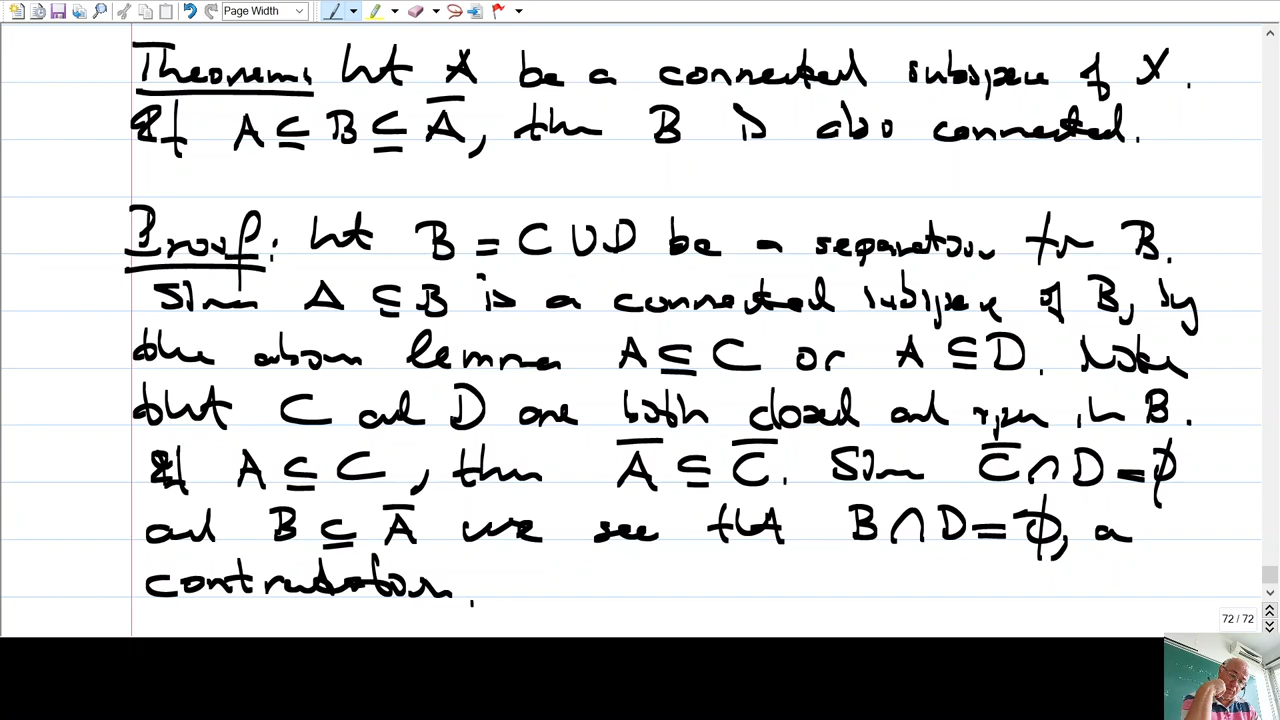 Page Width
Theorem: Let A be a connected subspace of X.
If A ⊆ B ⊆ A̅, then B is also connected.
Proof: Let B = C ∪ D be a separation for B.
Since A ⊆ B is a connected subspace of B, by
the above lemma A ⊆ C or A ⊆ D. Note
that C and D are both closed and open in B.
If A ⊆ C, then A̅ ⊆ C̅. Since C̅ ∩ D = ϕ
and B ⊆ A̅ we see that B ∩ D = ϕ, a
contradiction.
72 / 72